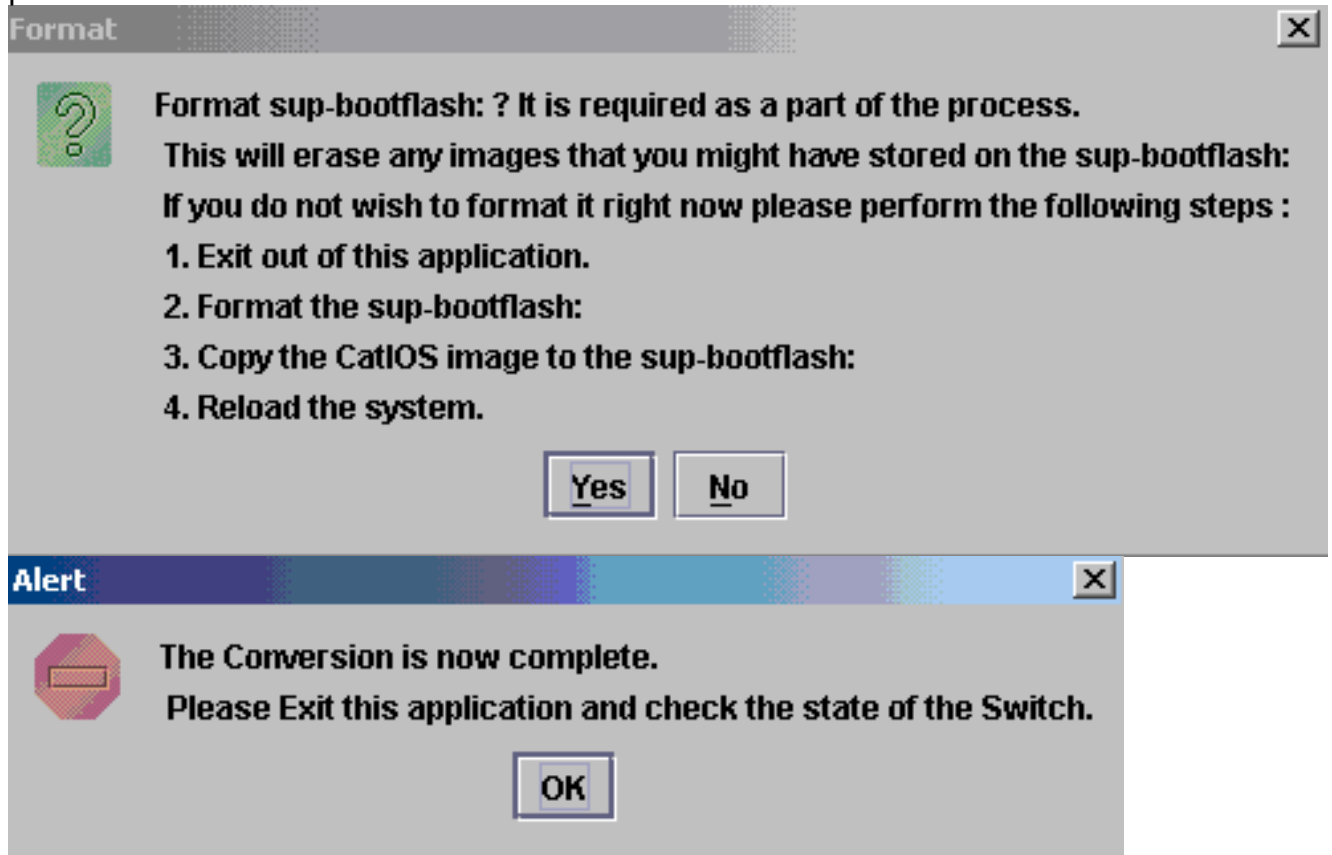 Format
Format sup-bootflash: ? It is required as a part of the process.
This will erase any images that you might have stored on the sup-bootflash:
If you do not wish to format it right now please perform the following steps :
1. Exit out of this application.
2. Format the sup-bootflash:
3. Copy the CatIOS image to the sup-bootflash:
4. Reload the system.
Yes No
Alert
The Conversion is now complete.
Please Exit this application and check the state of the Switch.
OK